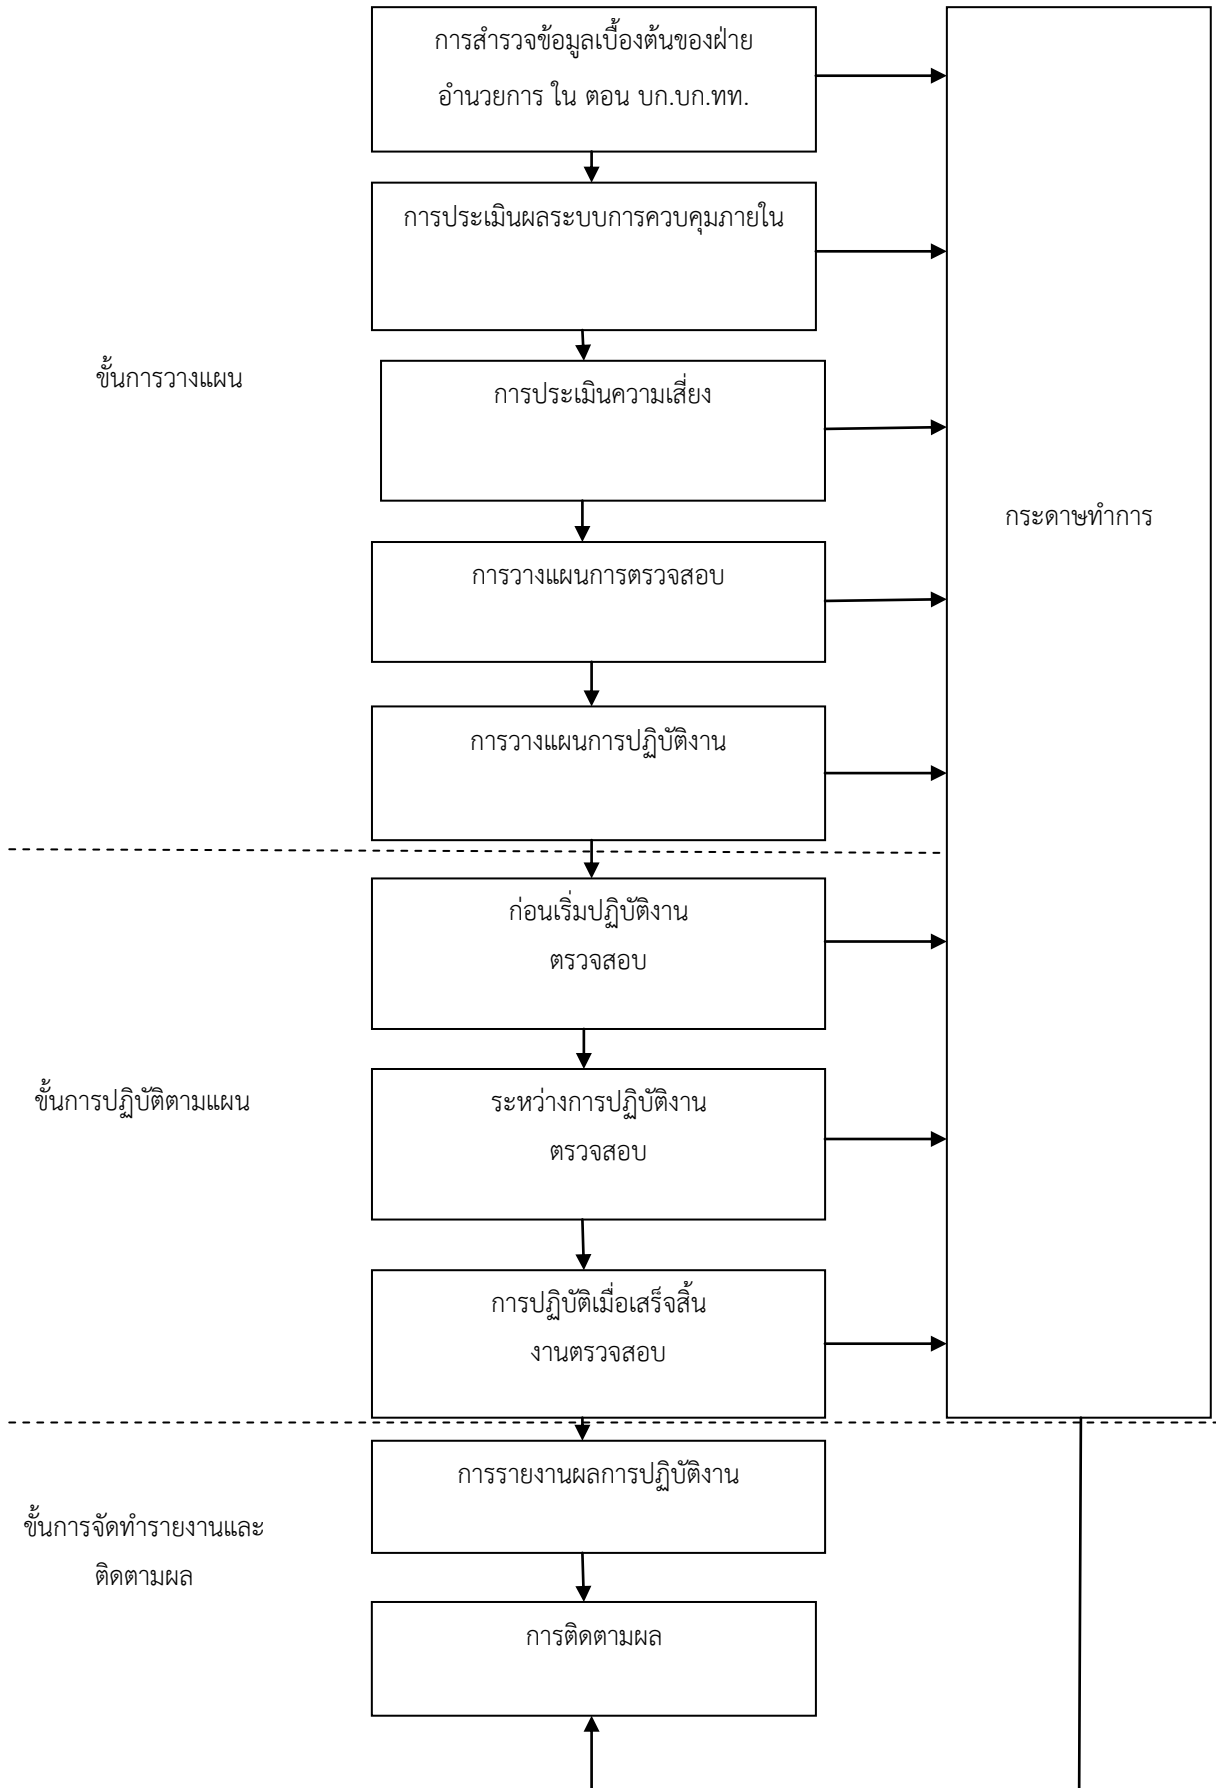 การสำรวจข้อมูลเบื้องต้นของฝ่าย
อำนวยการ ใน ตอน บก.บก.ทท.
การประเมินผลระบบการควบคุมภายใน
ขั้นการวางแผน
การประเมินความเสี่ยง
กระดาษทำการ
การวางแผนการตรวจสอบ
การวางแผนการปฏิบัติงาน
ก่อนเริ่มปฏิบัติงาน
ตรวจสอบ
ขั้นการปฏิบัติตามแผน
ระหว่างการปฏิบัติงาน
ตรวจสอบ
การปฏิบัติเมื่อเสร็จสิ้น
งานตรวจสอบ
การรายงานผลการปฏิบัติงาน
ขั้นการจัดทำรายงานและ
ติดตามผล
การติดตามผล